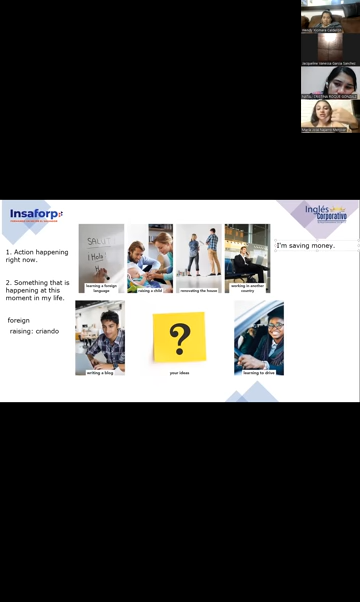 Insaforp
Inglés
Corporativo
1. Action happening
right now.
2. Something that is
happening at this
moment in my life.
foreign
raising: criando
SALUT
Hola
learning a foreign
language
raising a child
renovating the house
working in another
country
I'm saving money.
writing a blog
?
your ideas
learning to drive